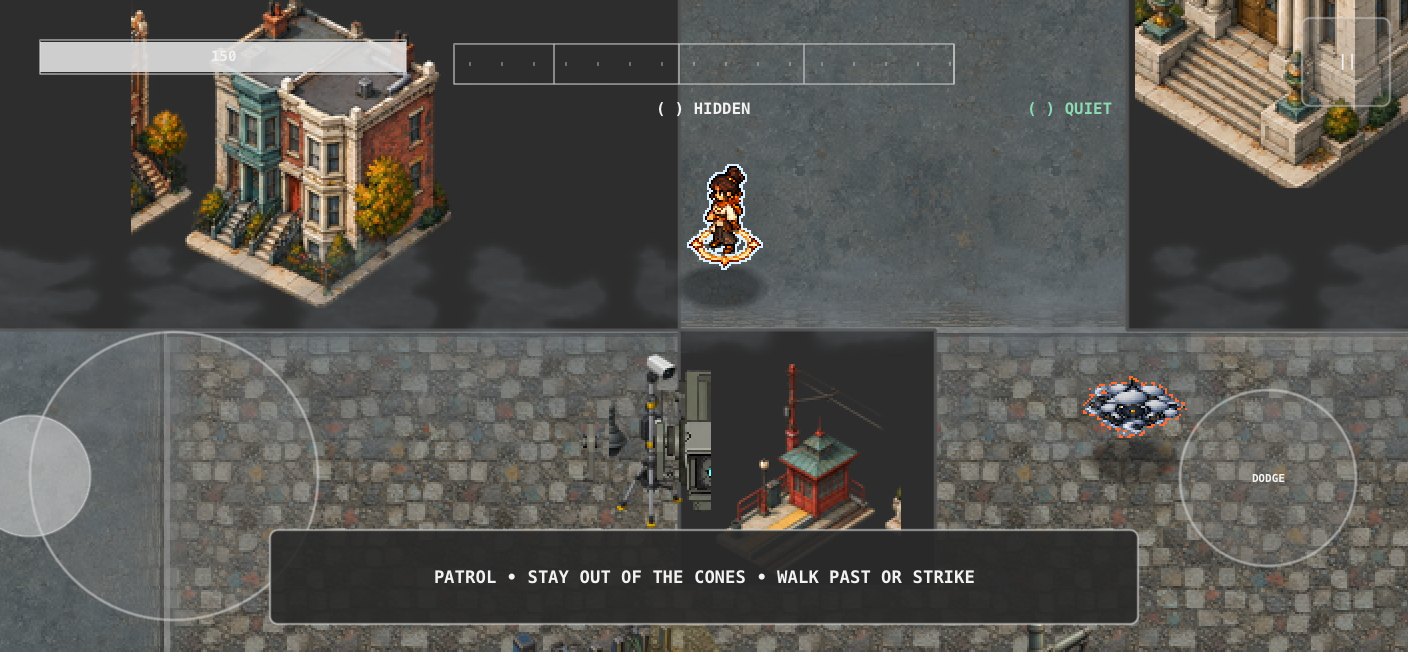 150
( ) HIDDEN
( ) QUIET
DODGE
PATROL • STAY OUT OF THE CONES • WALK PAST OR STRIKE